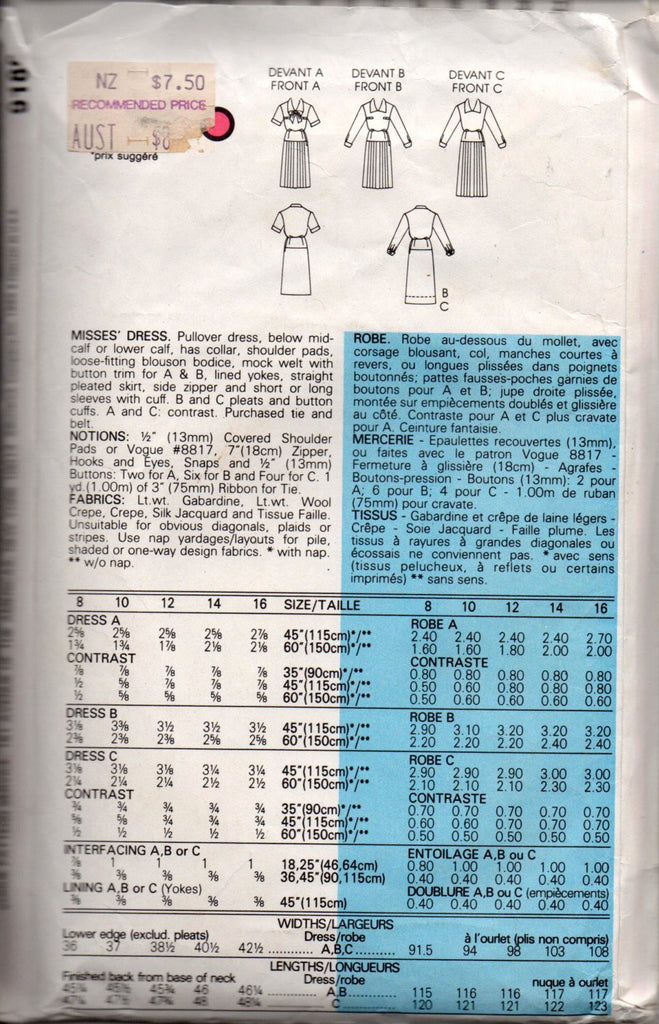 918
NZ $7.50
RECOMMENDED PRICE
AUST $8
*prix suggéré
DEVANT A
FRONT A
DEVANT B
FRONT B
DEVANT C
FRONT C
B
C
MISSES' DRESS. Pullover dress, below mid-
calf or lower calf, has collar, shoulder pads,
loose-fitting blouson bodice, mock welt with
button trim for A & B, lined yokes, straight
pleated skirt, side zipper and short or long
sleeves with cuff. B and C pleats and button
cuffs. A and C: contrast. Purchased tie and
belt.
NOTIONS: ½" (13mm) Covered Shoulder
Pads or Vogue #8817, 7"(18cm) Zipper,
Hooks and Eyes, Snaps and ½" (13mm)
Buttons: Two for A, Six for B and Four for C. 1
yd.(1.00m) of 3" (75mm) Ribbon for Tie.
FABRICS: Lt.wt. Gabardine, Lt.wt. Wool
Crepe, Crepe, Silk Jacquard and Tissue Faille.
Unsuitable for obvious diagonals, plaids or
stripes. Use nap yardages/layouts for pile,
shaded or one-way design fabrics. * with nap.
** w/o nap.
ROBE. Robe au-dessous du mollet, avec
corsage blousant, col, manches courtes à
revers, ou longues plissées dans poignets
boutonnés; pattes fausses-poches garnies de
boutons pour A et B; jupe droite plissée,
montée sur empiècements doublés et glissière
au côté. Contraste pour A et C plus cravate
pour A. Ceinture fantaisie.
MERCERIE - Epaulettes recouvertes (13mm),
ou faites avec le patron Vogue 8817 -
Fermeture à glissière (18cm) - Agrafes -
Boutons-pression - Boutons (13mm): 2 pour
A; 6 pour B; 4 pour C - 1.00m de ruban
(75mm) pour cravate.
TISSUS - Gabardine et crêpe de laine légers -
Crêpe - Soie Jacquard - Faille plume. Les
tissus à rayures à grandes diagonales ou
écossais ne conviennent pas. * avec sens
(tissus pelucheux, à reflets ou certains
imprimés) ** sans sens.
8 10 12 14 16 SIZE/TAILLE 8 10 12 14 16
DRESS A ROBE A
2⅝ 2⅝ 2⅝ 2⅝ 2⅞ 45"(115cm)*/** 2.40 2.40 2.40 2.40 2.70
1¾ 1¾ 1⅞ 2⅛ 2⅛ 60"(150cm)*/** 1.60 1.60 1.80 2.00 2.00
CONTRAST CONTRASTE
⅞ ⅞ ⅞ ⅞ ⅞ 35"(90cm)*/** 0.80 0.80 0.80 0.80 0.80
½ ⅝ ⅞ ⅞ ⅞ 45"(115cm)*/** 0.50 0.60 0.80 0.80 0.80
½ ⅝ ⅝ ⅝ ⅝ 60"(150cm)*/** 0.50 0.60 0.60 0.60 0.60
DRESS B ROBE B
3⅛ 3⅜ 3½ 3½ 3½ 45"(115cm)*/** 2.90 3.10 3.20 3.20 3.20
2⅜ 2⅜ 2⅜ 2⅝ 2⅝ 60"(150cm)*/** 2.20 2.20 2.20 2.40 2.40
DRESS C ROBE C
3⅛ 3⅛ 3⅛ 3¼ 3¼ 45"(115cm)*/** 2.90 2.90 2.90 3.00 3.00
2¼ 2¼ 2¼ 2½ 2½ 60"(150cm)*/** 2.10 2.10 2.10 2.30 2.30
CONTRAST CONTRASTE
¾ ¾ ¾ ¾ ¾ 35"(90cm)*/** 0.70 0.70 0.70 0.70 0.70
⅝ ⅝ ¾ ¾ ¾ 45"(115cm)*/** 0.60 0.60 0.70 0.70 0.70
½ ½ ½ ½ ½ 60"(150cm)*/** 0.50 0.50 0.50 0.50 0.50
INTERFACING A,B or C ENTOILAGE A,B ou C
⅞ 1 1 1 1 18,25"(46,64cm) 0.80 1.00 1.00 1.00 1.00
⅜ ⅜ ⅜ ⅜ ⅜ 36,45"(90,115cm) 0.40 0.40 0.40 0.40 0.40
LINING A,B or C (Yokes) DOUBLURE A,B ou C (empiècements)
⅜ ⅜ ⅜ ⅜ ⅜ 45"(115cm) 0.40 0.40 0.40 0.40 0.40
WIDTHS/LARGEURS
Lower edge (exclud. pleats) Dress/robe à l'ourlet (plis non compris)
36 37 38½ 40½ 42½ ............ A,B,C ............ 91.5 94 98 103 108
LENGTHS/LONGUEURS
Finished back from base of neck Dress/robe nuque à ourlet
45¼ 45½ 45¾ 46 46¼ ............ A,B ............ 115 116 116 117 117
47¼ 47½ 47¾ 48 48¼ ............ C ............ 120 121 121 122 123